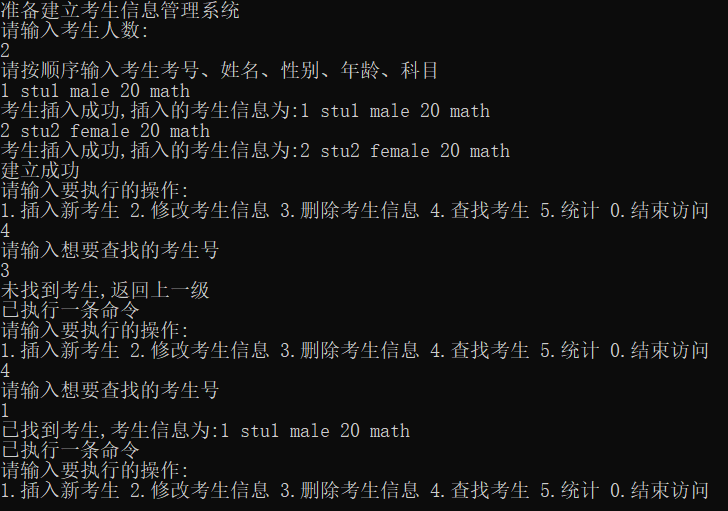 准备建立考生信息管理系统
请输入考生人数:
2
请按顺序输入考生考号、姓名、性别、年龄、科目
1 stu1 male 20 math
考生插入成功,插入的考生信息为:1 stu1 male 20 math
2 stu2 female 20 math
考生插入成功,插入的考生信息为:2 stu2 female 20 math
建立成功
请输入要执行的操作:
1.插入新考生 2.修改考生信息 3.删除考生信息 4.查找考生 5.统计 0.结束访问
4
请输入想要查找的考生号
3
未找到考生,返回上一级
已执行一条命令
请输入要执行的操作:
1.插入新考生 2.修改考生信息 3.删除考生信息 4.查找考生 5.统计 0.结束访问
4
请输入想要查找的考生号
1
已找到考生,考生信息为:1 stu1 male 20 math
已执行一条命令
请输入要执行的操作:
1.插入新考生 2.修改考生信息 3.删除考生信息 4.查找考生 5.统计 0.结束访问